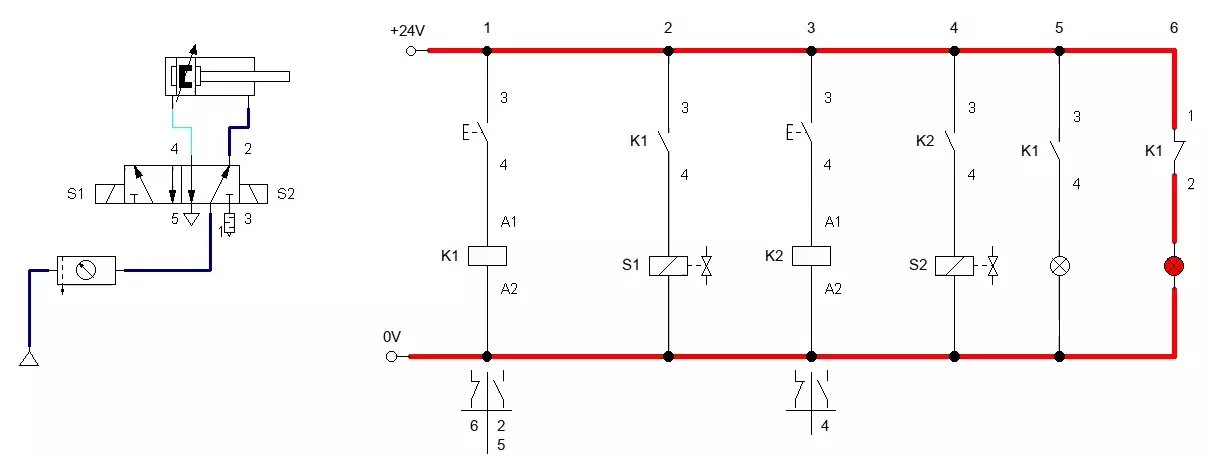 1 2 3 4 5 6
+24V
3 3 3 3 3 1
E E
K1 K2 K1 K1
4 4 4 4 4 2
4 2
S1 S2
5 1 3
A1 A1
K1 S1 K2 S2
A2 A2
0V
6 2 4
5